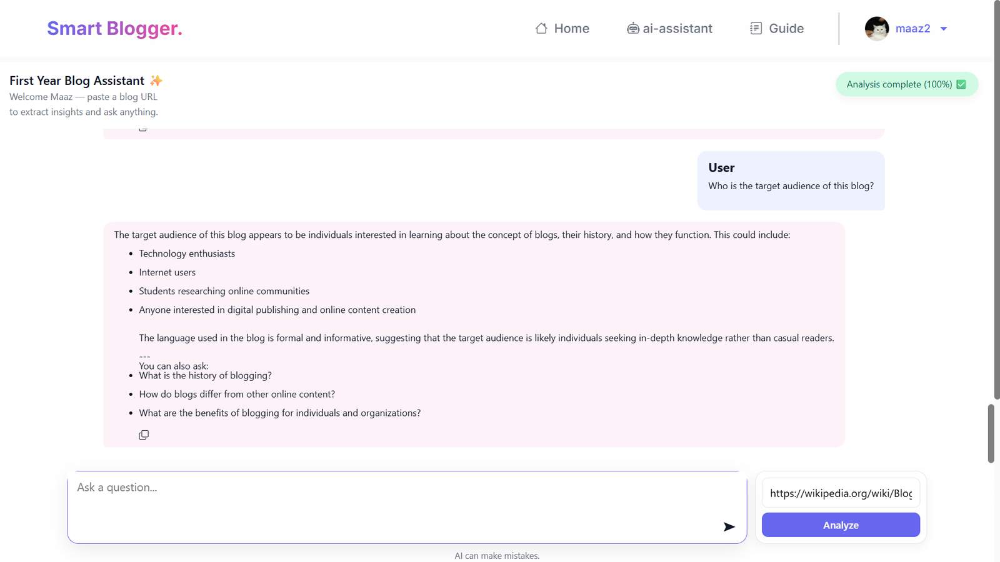 Smart Blogger.
Home
ai-assistant
Guide
maaz2
First Year Blog Assistant ✨
Welcome Maaz — paste a blog URL
to extract insights and ask anything.
Analysis complete (100%) ✅
User
Who is the target audience of this blog?
The target audience of this blog appears to be individuals interested in learning about the concept of blogs, their history, and how they function. This could include:
• Technology enthusiasts
• Internet users
• Students researching online communities
• Anyone interested in digital publishing and online content creation
The language used in the blog is formal and informative, suggesting that the target audience is likely individuals seeking in-depth knowledge rather than casual readers.
---
You can also ask:
• What is the history of blogging?
• How do blogs differ from other online content?
• What are the benefits of blogging for individuals and organizations?
Ask a question...
https://wikipedia.org/wiki/Blog
Analyze
AI can make mistakes.